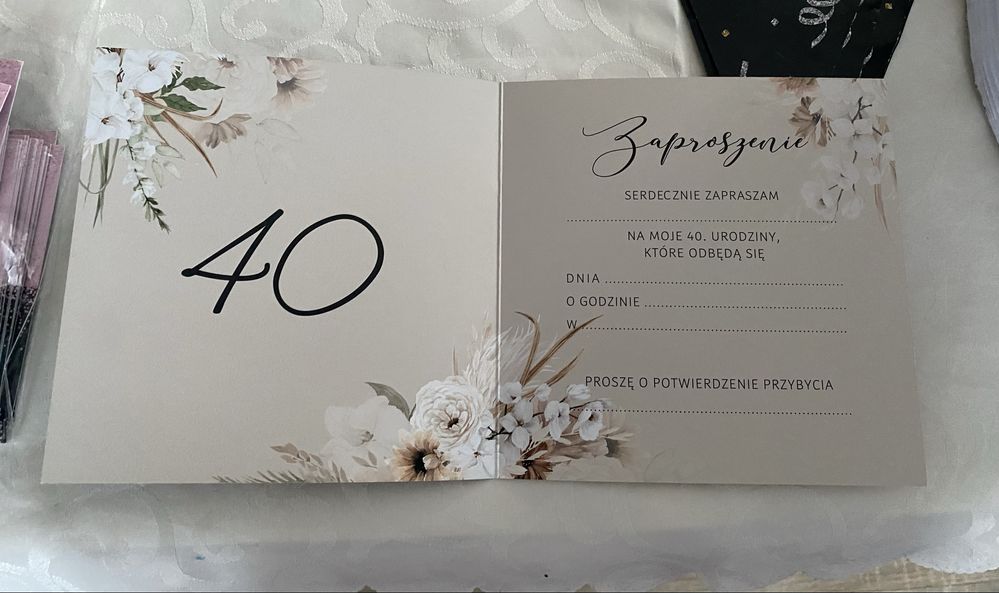 40
Zaproszenie
SERDECZNIE ZAPRASZAM
........................................................................
NA MOJE 40. URODZINY,
KTÓRE ODBĘDĄ SIĘ
DNIA ................................................................
O GODZINIE ......................................................
W ......................................................................
PROSZĘ O POTWIERDZENIE PRZYBYCIA
........................................................................